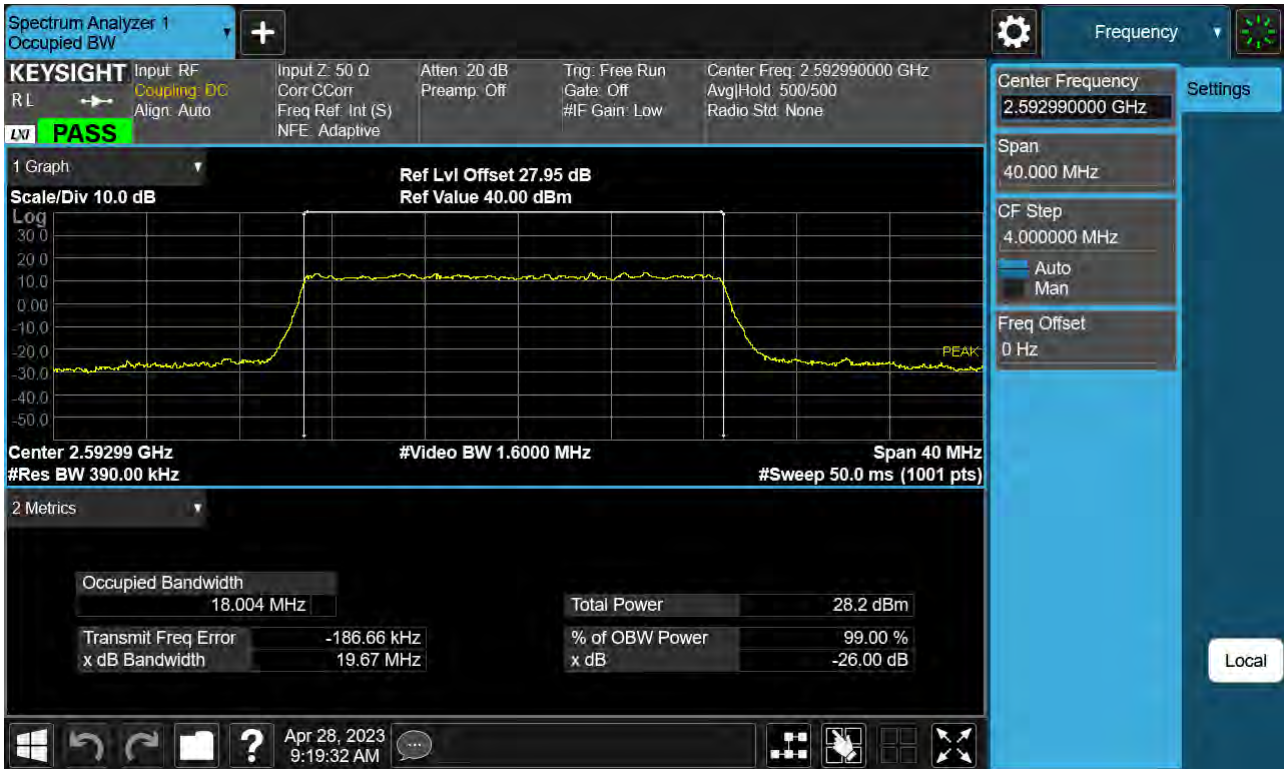 Spectrum Analyzer 1
Occupied BW
+
Frequency
KEYSIGHT
R L
LXI
PASS
Input: RF
Coupling: DC
Align: Auto
Input Z: 50 Ω
Corr CCorr
Freq Ref: Int (S)
NFE: Adaptive
Atten: 20 dB
Preamp: Off
Trig: Free Run
Gate: Off
#IF Gain: Low
Center Freq: 2.592990000 GHz
Avg|Hold: 500/500
Radio Std: None
1 Graph
Scale/Div 10.0 dB
Ref Lvl Offset 27.95 dB
Ref Value 40.00 dBm
Log
30.0
20.0
10.0
0.00
-10.0
-20.0
-30.0
-40.0
-50.0
PEAK
Center 2.59299 GHz
#Video BW 1.6000 MHz
Span 40 MHz
#Res BW 390.00 kHz
#Sweep 50.0 ms (1001 pts)
2 Metrics
Occupied Bandwidth
18.004 MHz
Total Power 28.2 dBm
Transmit Freq Error -186.66 kHz
% of OBW Power 99.00 %
x dB Bandwidth 19.67 MHz
x dB -26.00 dB
Center Frequency
2.592990000 GHz
Settings
Span
40.000 MHz
CF Step
4.000000 MHz
Auto
Man
Freq Offset
0 Hz
Local
?
Apr 28, 2023
9:19:32 AM